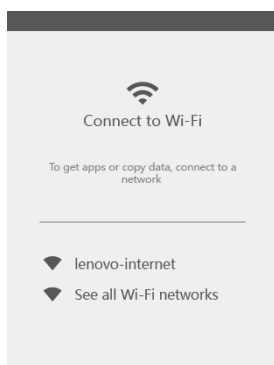 Connect to Wi-Fi
To get apps or copy data, connect to a
network
lenovo-internet
See all Wi-Fi networks